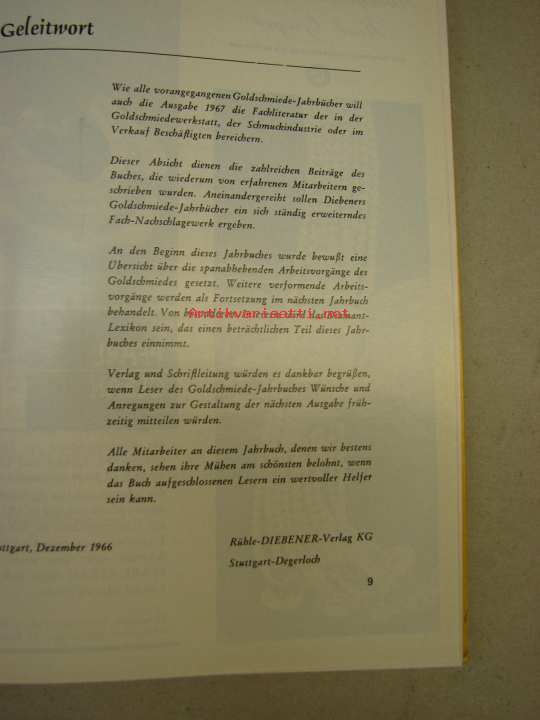 Geleitwort
Wie alle vorangegangenen Goldschmiede-Jahrbücher will
auch die Ausgabe 1967 die Fachliteratur der in der
Goldschmiedewerkstatt, der Schmuckindustrie oder im
Verkauf Beschäftigten bereichern.
Dieser Absicht dienen die zahlreichen Beiträge des
Buches, die wiederum von erfahrenen Mitarbeitern ge-
schrieben wurden. Aneinandergereiht sollen Diebeners
Goldschmiede-Jahrbücher ein sich ständig erweiterndes
Fach-Nachschlagewerk ergeben.
An den Beginn dieses Jahrbuches wurde bewußt eine
Übersicht über die spanabhebenden Arbeitsvorgänge des
Goldschmiedes gesetzt. Weitere verformende Arbeits-
vorgänge werden als Fortsetzung im nächsten Jahrbuch
behandelt. Von wird das Diamant-
Antikvariaatti.net
Lexikon sein, das einen beträchtlichen Teil dieses Jahr-
buches einnimmt.
Verlag und Schriftleitung würden es dankbar begrüßen,
wenn Leser des Goldschmiede-Jahrbuches Wünsche und
Anregungen zur Gestaltung der nächsten Ausgabe früh-
zeitig mitteilen würden.
Alle Mitarbeiter an diesem Jahrbuch, denen wir bestens
danken, sehen ihre Mühen am schönsten belohnt, wenn
das Buch aufgeschlossenen Lesern ein wertvoller Helfer
sein kann.
ttgart, Dezember 1966
Rühle-DIEBENER-Verlag KG
Stuttgart-Degerloch
9